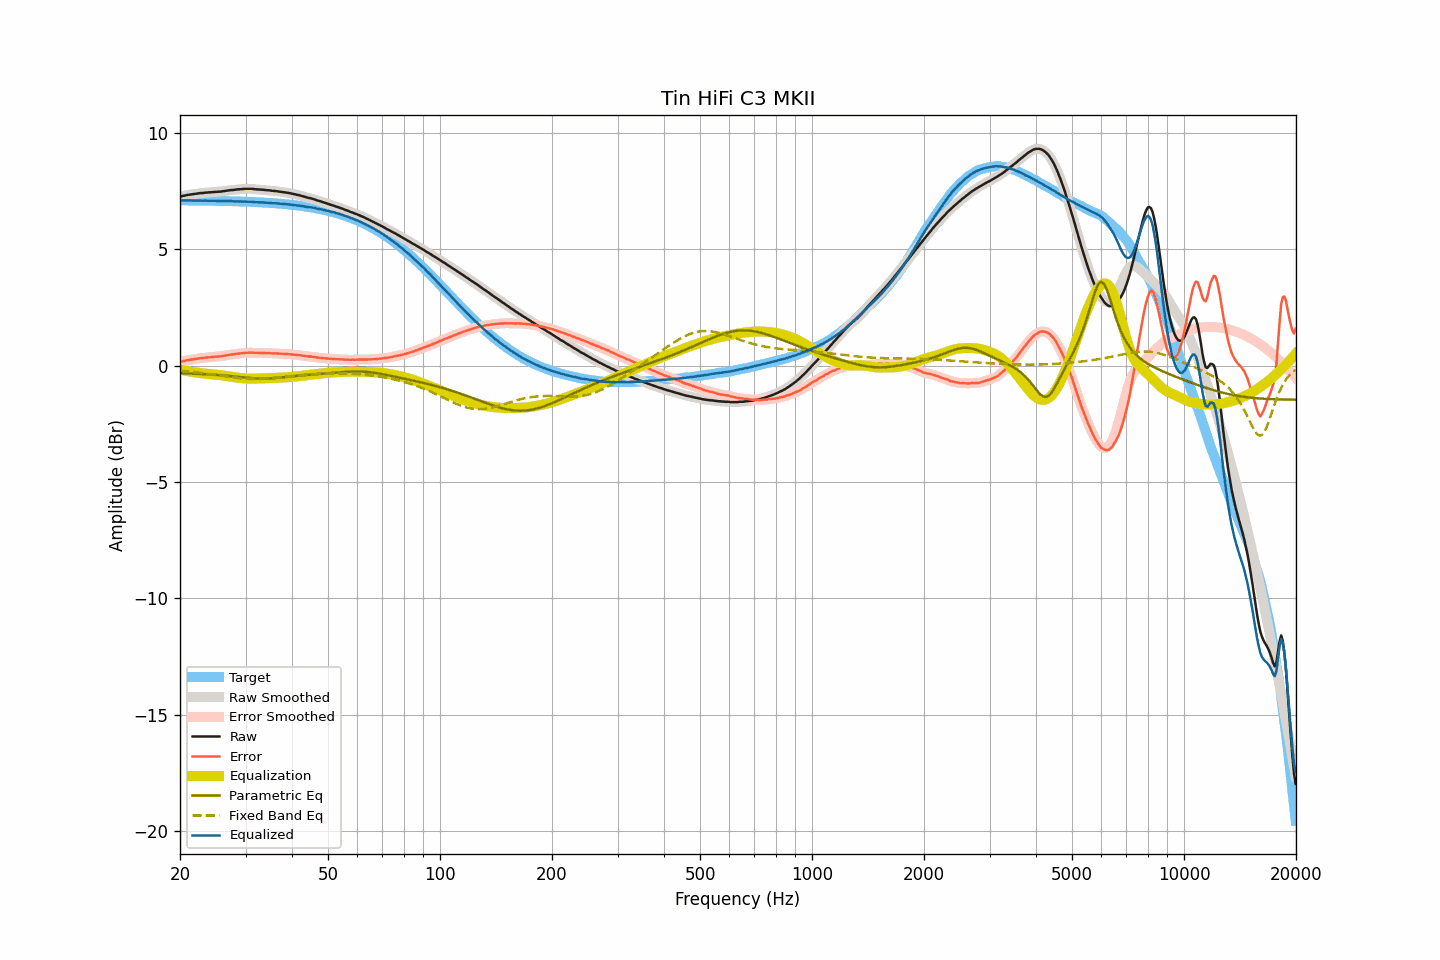 Tin HiFi C3 MKII
Amplitude (dBr)
10
5
0
−5
−10
−15
−20
Target
Raw Smoothed
Error Smoothed
Raw
Error
Equalization
Parametric Eq
Fixed Band Eq
Equalized
20 50 100 200 500 1000 2000 5000 10000 20000
Frequency (Hz)